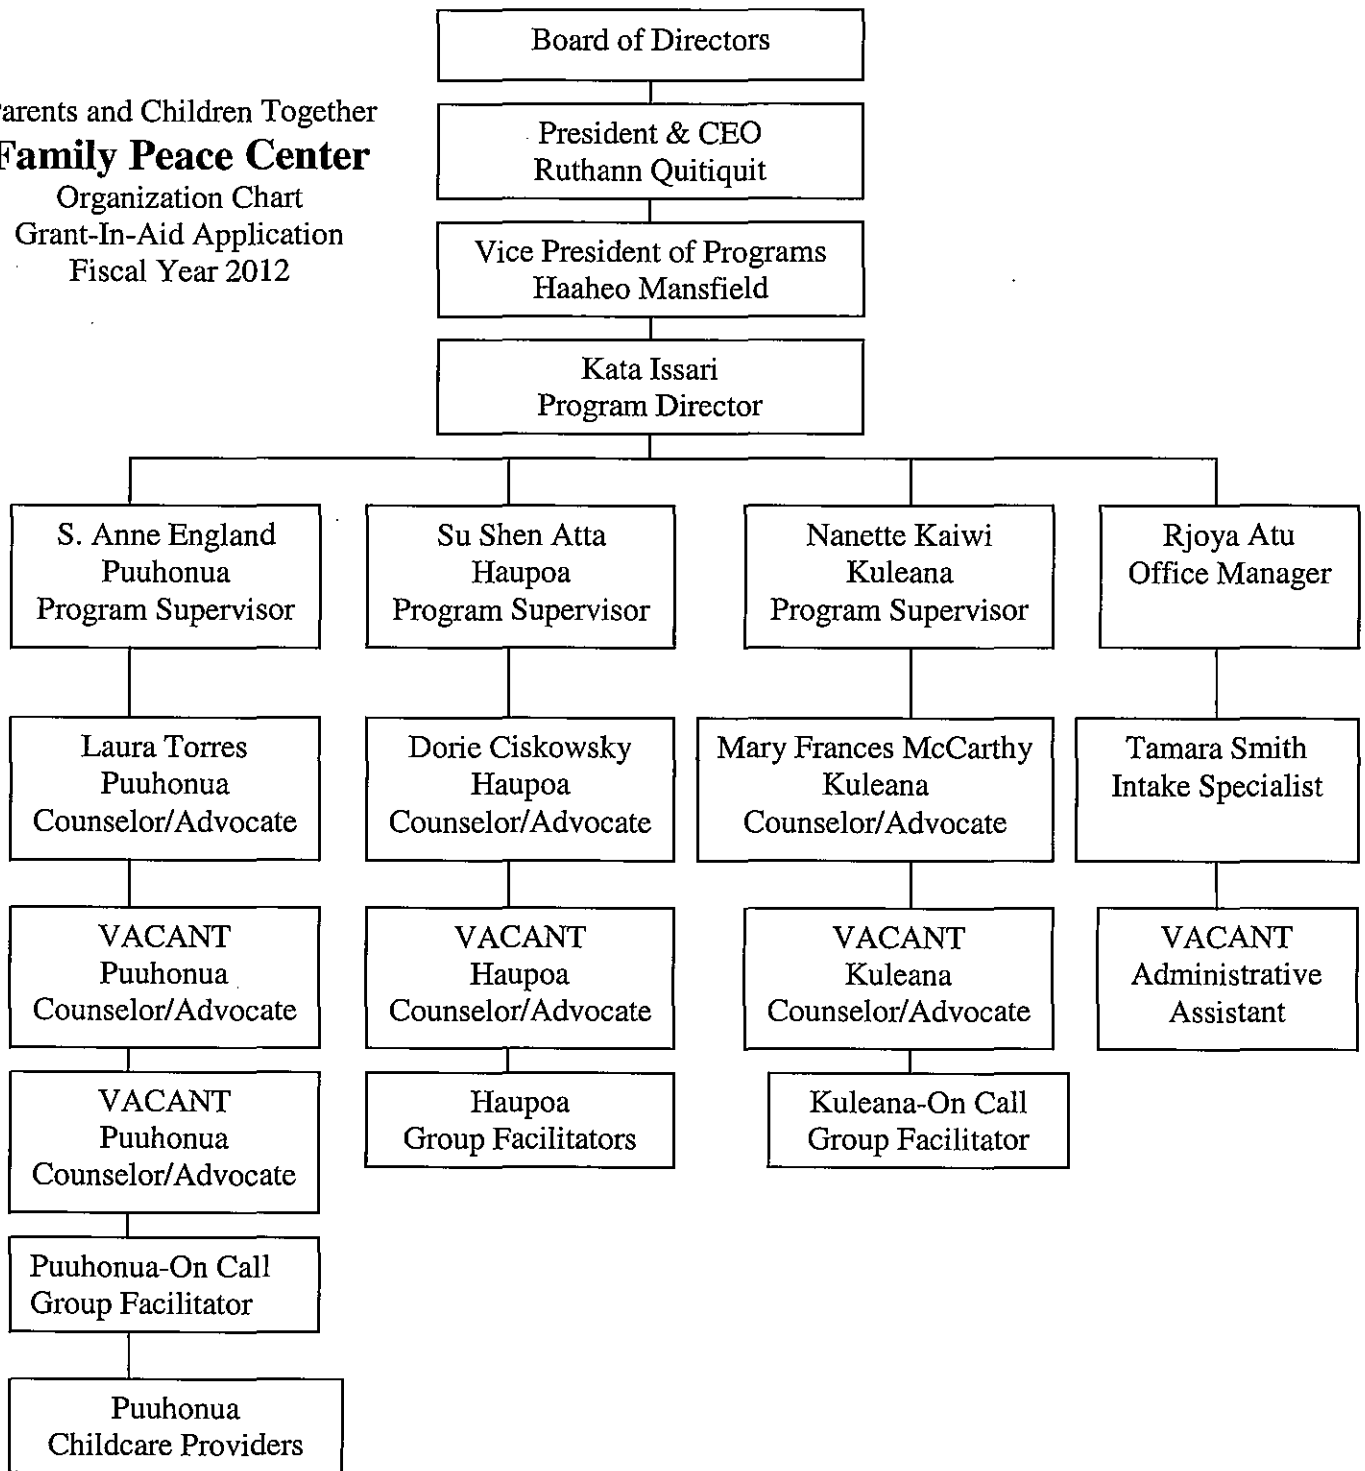 Parents and Children Together
Family Peace Center
Organization Chart
Grant-In-Aid Application
Fiscal Year 2012
Board of Directors
President & CEO
Ruthann Quitiquit
Vice President of Programs
Haaheo Mansfield
Kata Issari
Program Director
S. Anne England
Puuhonua
Program Supervisor
Su Shen Atta
Haupoa
Program Supervisor
Nanette Kaiwi
Kuleana
Program Supervisor
Rjoya Atu
Office Manager
Laura Torres
Puuhonua
Counselor/Advocate
Dorie Ciskowsky
Haupoa
Counselor/Advocate
Mary Frances McCarthy
Kuleana
Counselor/Advocate
Tamara Smith
Intake Specialist
VACANT
Puuhonua
Counselor/Advocate
VACANT
Haupoa
Counselor/Advocate
VACANT
Kuleana
Counselor/Advocate
VACANT
Administrative
Assistant
VACANT
Puuhonua
Counselor/Advocate
Haupoa
Group Facilitators
Kuleana-On Call
Group Facilitator
Puuhonua-On Call
Group Facilitator
Puuhonua
Childcare Providers